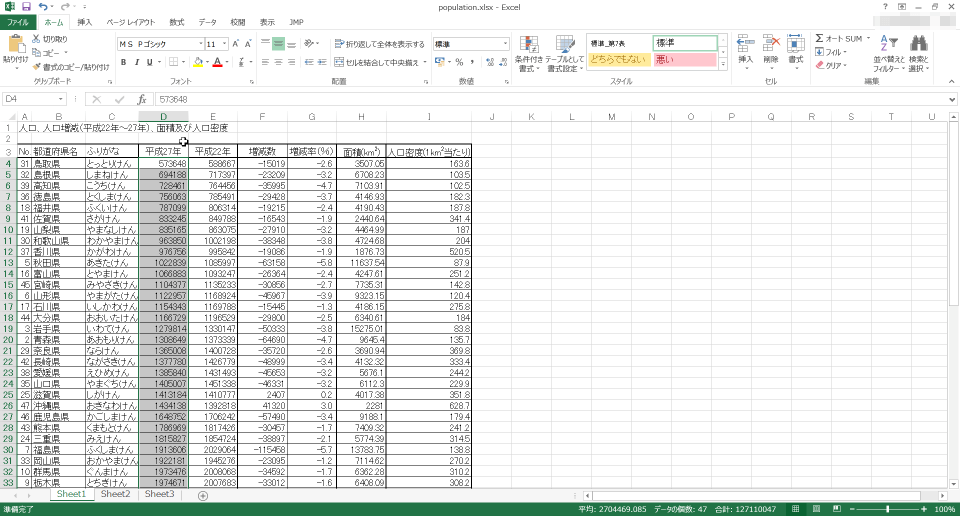 population.xlsx - Excel
ファイル ホーム 挿入 ページ レイアウト 数式 データ 校閲 表示 JMP
貼り付け 切り取り コピー 書式のコピー/貼り付け クリップボード
ＭＳ Ｐゴシック 11 B I U フォント
折り返して全体を表示する セルを結合して中央揃え 配置
標準 % 数値
条件付き書式 テーブルとして書式設定 標準_第7表 標準 どちらでもない 悪い スタイル
挿入 削除 書式 セル
オート SUM フィル クリア 並べ替えとフィルター 検索と選択 編集
D4 fx 573648
A B C D E F G H I J K L M N O P Q R S T U
1 人口、人口増減(平成22年～27年)、面積及び人口密度
2
3 No. 都道府県名 ふりがな 平成27年 平成22年 増減数 増減率(％) 面積(k㎡) 人口密度(1k㎡当たり)
4 31 鳥取県 とっとりけん 573648 588667 -15019 -2.6 3507.05 163.6
5 32 島根県 しまねけん 694188 717397 -23209 -3.2 6708.23 103.5
6 39 高知県 こうちけん 728461 764456 -35995 -4.7 7103.91 102.5
7 36 徳島県 とくしまけん 756063 785491 -29428 -3.7 4146.93 182.3
8 18 福井県 ふくいけん 787099 806314 -19215 -2.4 4190.43 187.8
9 41 佐賀県 さがけん 833245 849788 -16543 -1.9 2440.64 341.4
10 19 山梨県 やまなしけん 835165 863075 -27910 -3.2 4464.99 187
11 30 和歌山県 わかやまけん 963850 1002198 -38348 -3.8 4724.68 204
12 37 香川県 かがわけん 976756 995842 -19086 -1.9 1876.73 520.5
13 5 秋田県 あきたけん 1022839 1085997 -63158 -5.8 11637.54 87.9
14 16 富山県 とやまけん 1066883 1093247 -26364 -2.4 4247.61 251.2
15 45 宮崎県 みやざきけん 1104377 1135233 -30856 -2.7 7735.31 142.8
16 6 山形県 やまがたけん 1122957 1168924 -45967 -3.9 9323.15 120.4
17 17 石川県 いしかわけん 1154343 1169788 -15445 -1.3 4186.15 275.8
18 44 大分県 おおいたけん 1166729 1196529 -29800 -2.5 6340.61 184
19 3 岩手県 いわてけん 1279814 1330147 -50333 -3.8 15275.01 83.8
20 2 青森県 あおもりけん 1308649 1373339 -64690 -4.7 9645.4 135.7
21 29 奈良県 ならけん 1365008 1400728 -35720 -2.6 3690.94 369.8
22 42 長崎県 ながさきけん 1377780 1426779 -48999 -3.4 4132.32 333.4
23 38 愛媛県 えひめけん 1385840 1431493 -45653 -3.2 5676.1 244.2
24 35 山口県 やまぐちけん 1405007 1451338 -46331 -3.2 6112.3 229.9
25 25 滋賀県 しがけん 1413184 1410777 2407 0.2 4017.38 351.8
26 47 沖縄県 おきなわけん 1434138 1392818 41320 3.0 2281 628.7
27 46 鹿児島県 かごしまけん 1648752 1706242 -57490 -3.4 9188.1 179.4
28 43 熊本県 くまもとけん 1786969 1817426 -30457 -1.7 7409.32 241.2
29 24 三重県 みえけん 1815827 1854724 -38897 -2.1 5774.39 314.5
30 7 福島県 ふくしまけん 1913606 2029064 -115458 -5.7 13783.75 138.8
31 33 岡山県 おかやまけん 1922181 1945276 -23095 -1.2 7114.62 270.2
32 10 群馬県 ぐんまけん 1973476 2008068 -34592 -1.7 6362.28 310.2
33 9 栃木県 とちぎけん 1974671 2007683 -33012 -1.6 6408.09 308.2
Sheet1 Sheet2 Sheet3
準備完了 平均: 2704469.085 データの個数: 47 合計: 127110047 100%